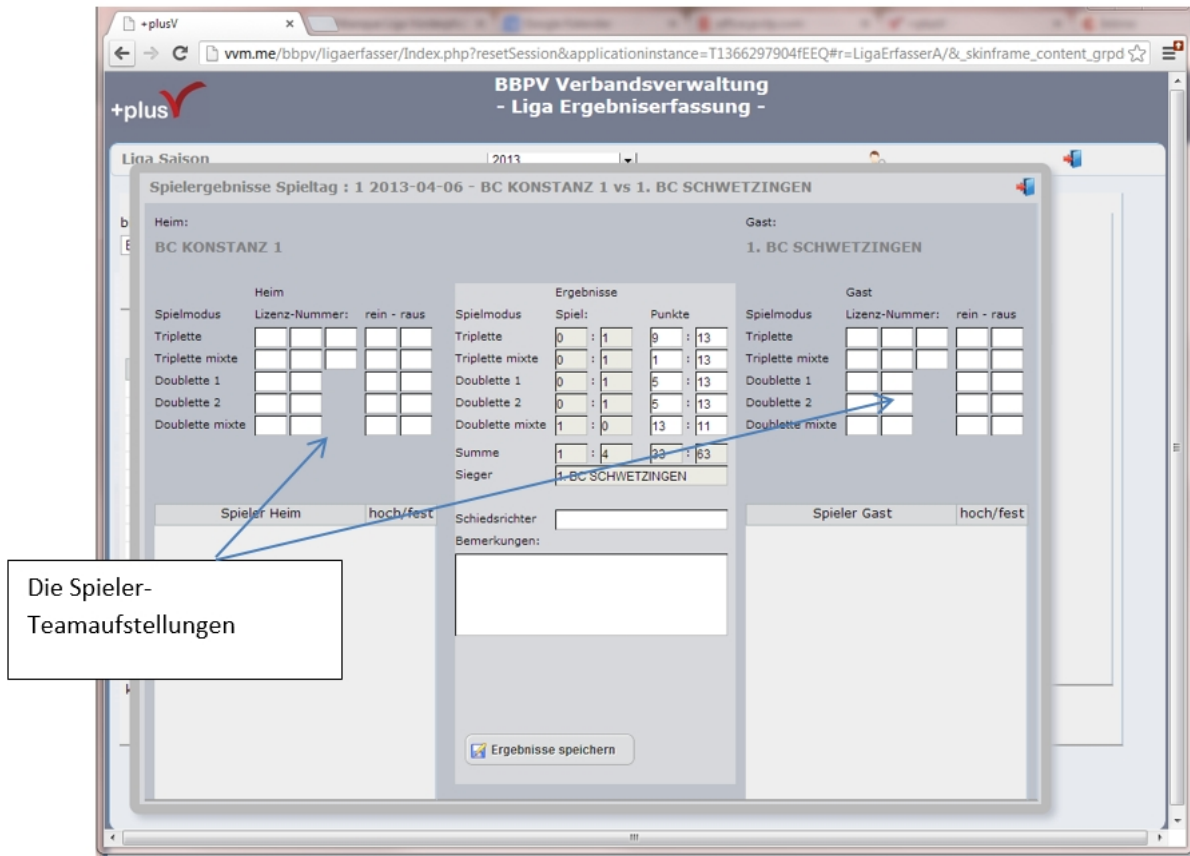 +plusV
vvm.me/bbpv/ligaerfasser/Index.php?resetSession&applicationinstance=T1366297904fEEQ#r=LigaErfasserA/&_skinframe_content_grpd
+plusV
BBPV Verbandsverwaltung
- Liga Ergebniserfassung -
Liga Saison 2013
Spielergebnisse Spieltag : 1 2013-04-06 - BC KONSTANZ 1 vs 1. BC SCHWETZINGEN
Heim:
BC KONSTANZ 1
Gast:
1. BC SCHWETZINGEN
Heim
Spielmodus Lizenz-Nummer: rein - raus
Triplette
Triplette mixte
Doublette 1
Doublette 2
Doublette mixte
Spieler Heim hoch/fest
Ergebnisse
Spielmodus Spiel: Punkte
Triplette 0 : 1 9 : 13
Triplette mixte 0 : 1 1 : 13
Doublette 1 0 : 1 5 : 13
Doublette 2 0 : 1 5 : 13
Doublette mixte 1 : 0 13 : 11
Summe 1 : 4 33 : 63
Sieger 1. BC SCHWETZINGEN
Schiedsrichter
Bemerkungen:
Ergebnisse speichern
Gast
Spielmodus Lizenz-Nummer: rein - raus
Triplette
Triplette mixte
Doublette 1
Doublette 2
Doublette mixte
Spieler Gast hoch/fest
Die Spieler-
Teamaufstellungen